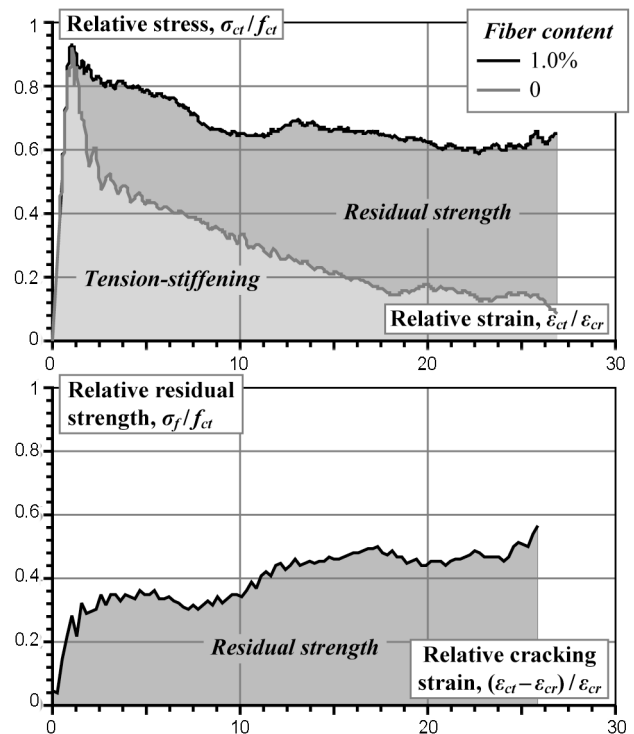 Relative stress, σct/fct
Fiber content
1.0%
0
1
0.8
0.6
0.4
0.2
0
Residual strength
Tension-stiffening
Relative strain, εct/εcr
0 10 20 30
Relative residual
strength, σf/fct
1
0.8
0.6
0.4
0.2
0
Residual strength
Relative cracking
strain, (εct−εcr)/εcr
0 10 20 30